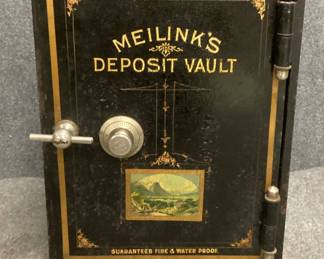 MEILINK'S
DEPOSIT VAULT
GUARANTEED FIRE & WATER PROOF.